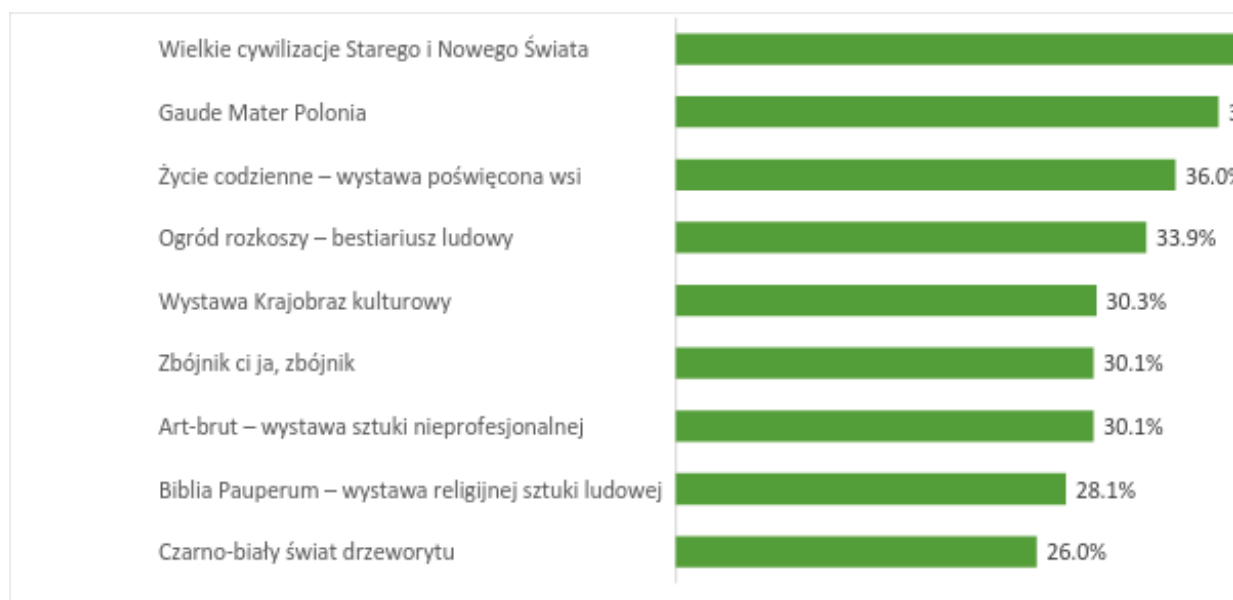 Wielkie cywilizacje Starego i Nowego Świata
Gaude Mater Polonia
Życie codzienne – wystawa poświęcona wsi 36.0%
Ogród rozkoszy – bestiariusz ludowy 33.9%
Wystawa Krajobraz kulturowy 30.3%
Zbójnik ci ja, zbójnik 30.1%
Art-brut – wystawa sztuki nieprofesjonalnej 30.1%
Biblia Pauperum – wystawa religijnej sztuki ludowej 28.1%
Czarno-biały świat drzeworytu 26.0%